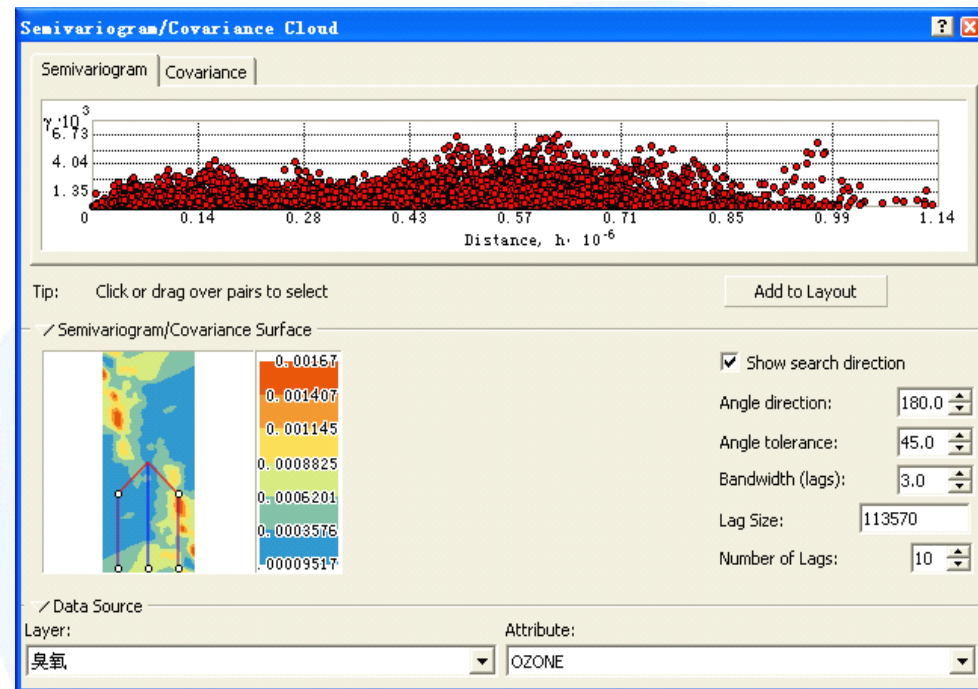 Semivariogram/Covariance Cloud
Semivariogram Covariance
γ·10 3
6.73
4.04
1.35
0 0.14 0.28 0.43 0.57 0.71 0.85 0.99 1.14
Distance, h· 10 -6
Tip: Click or drag over pairs to select Add to Layout
Semivariogram/Covariance Surface
0.00167
0.001407
0.001145
0.0008825
0.0006201
0.0003576
.00009517
Show search direction
Angle direction: 180.0
Angle tolerance: 45.0
Bandwidth (lags): 3.0
Lag Size: 113570
Number of Lags: 10
Data Source
Layer: Attribute:
臭氧 OZONE